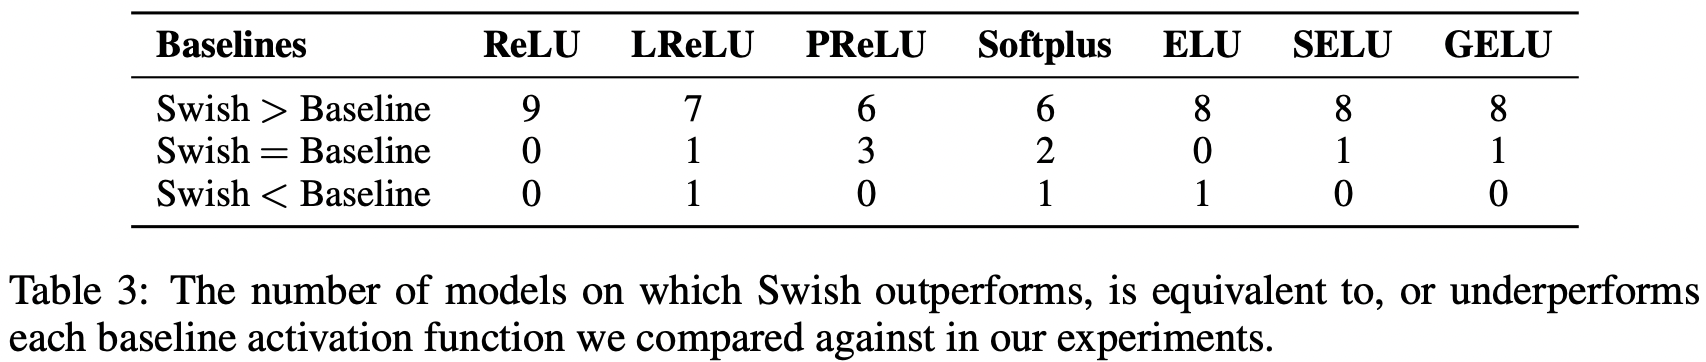 Baselines ReLU LReLU PReLU Softplus ELU SELU GELU
Swish > Baseline 9 7 6 6 8 8 8
Swish = Baseline 0 1 3 2 0 1 1
Swish < Baseline 0 1 0 1 1 0 0
Table 3: The number of models on which Swish outperforms, is equivalent to, or underperforms
each baseline activation function we compared against in our experiments.